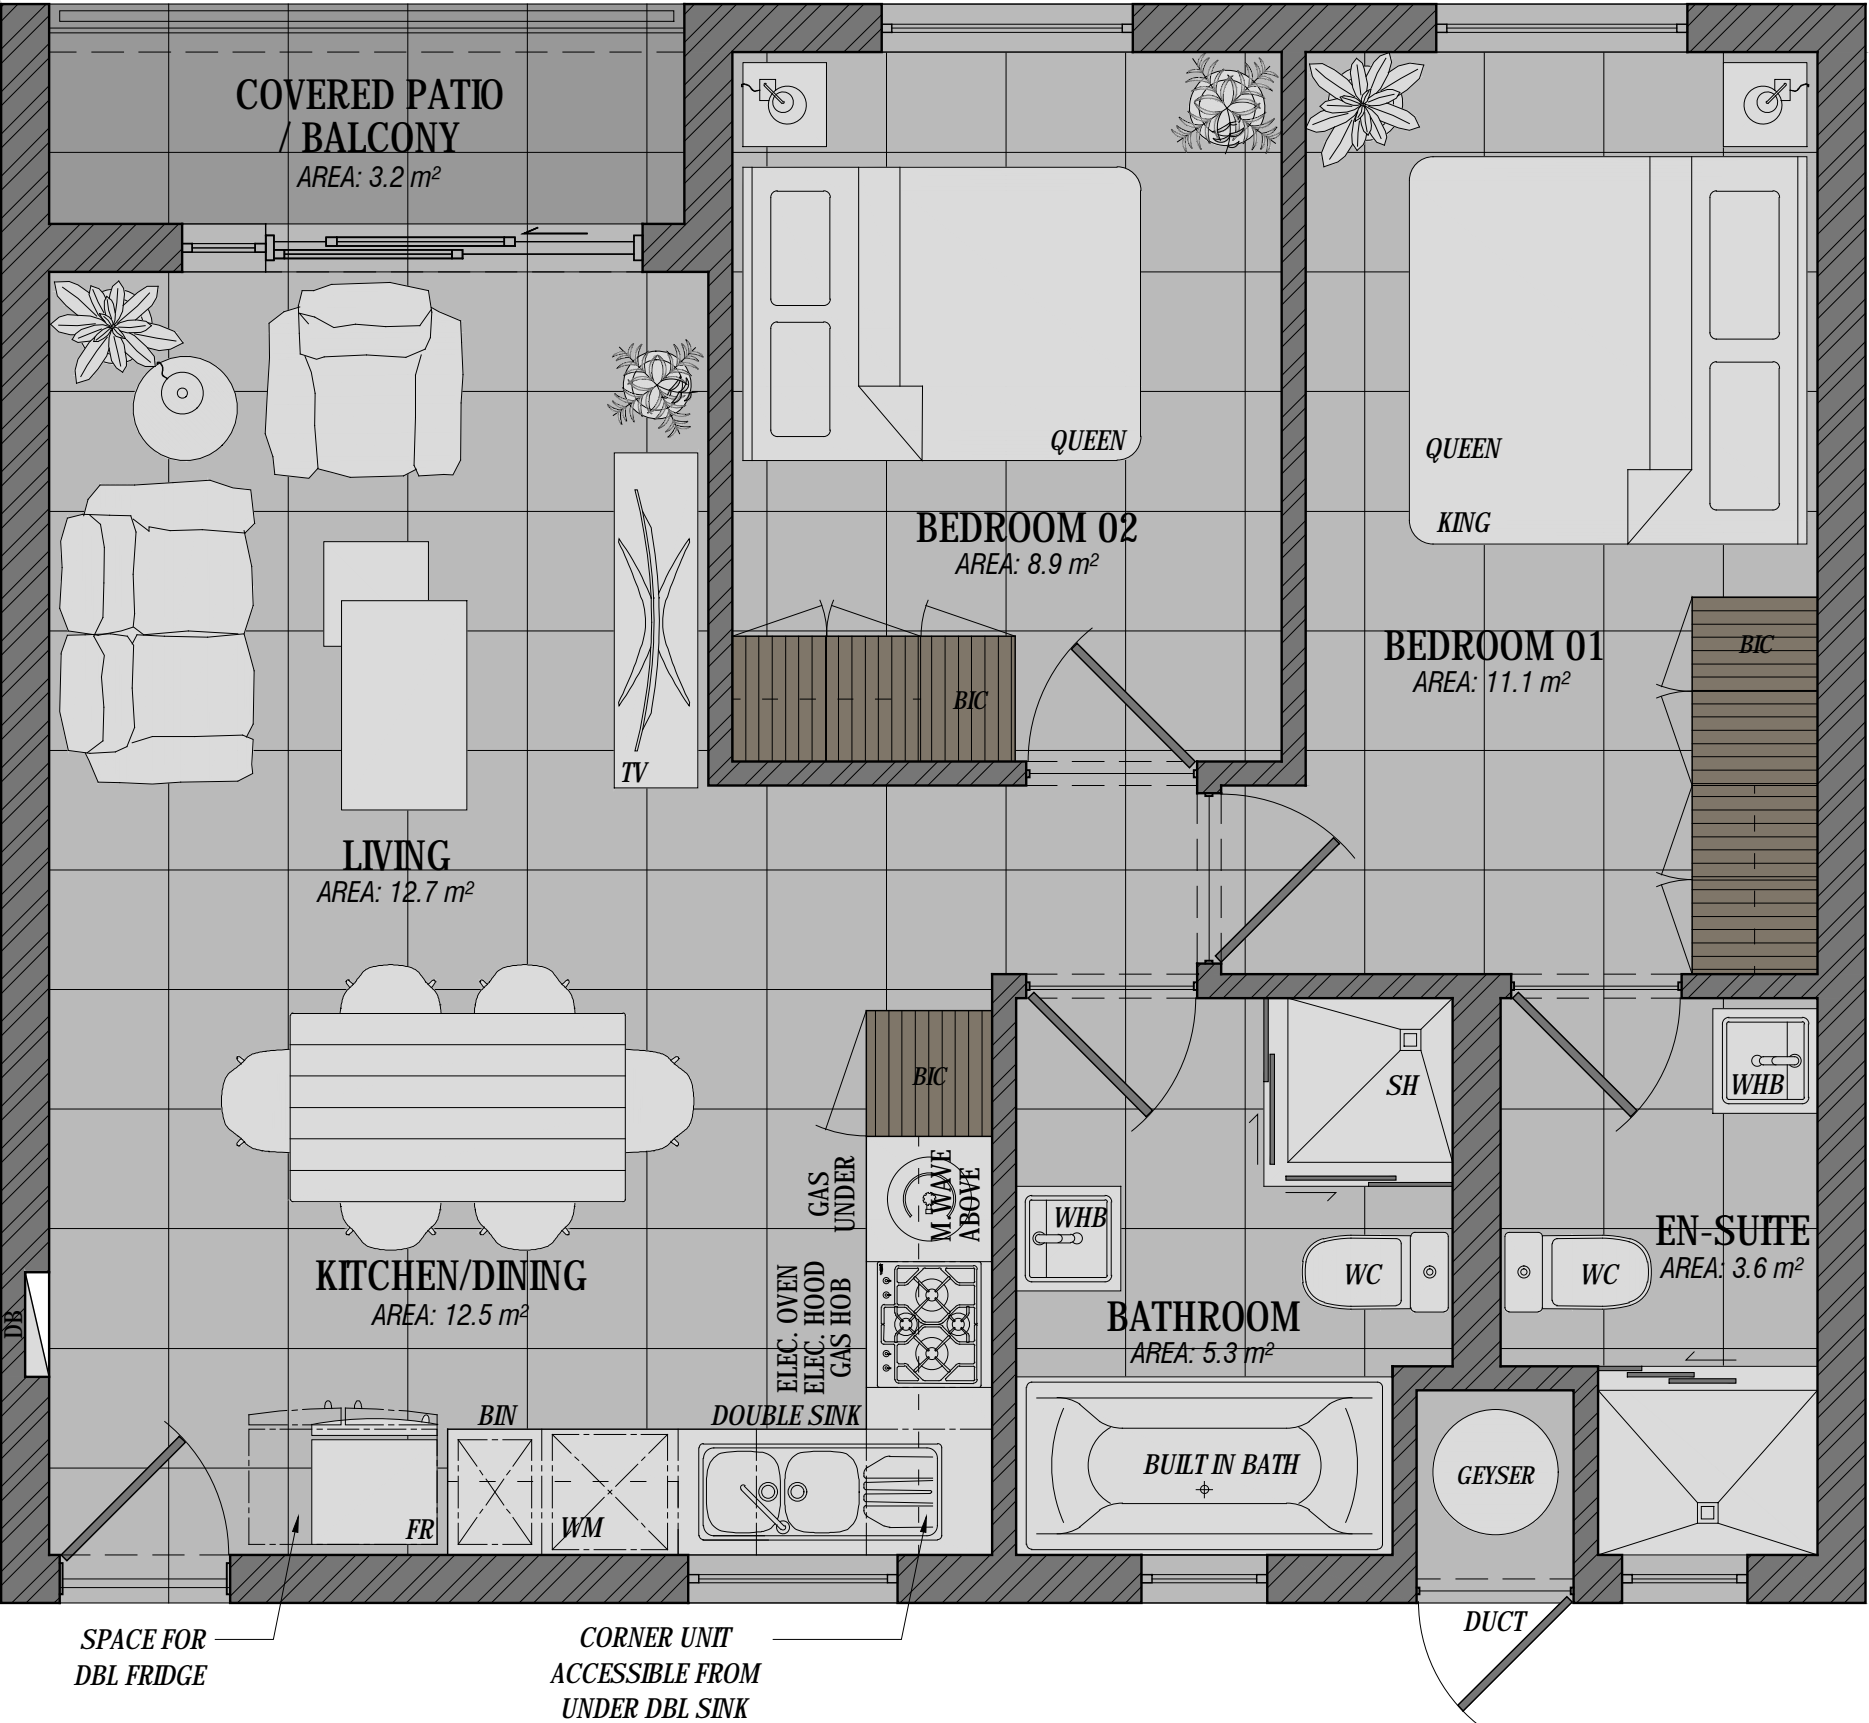 COVERED PATIO
/ BALCONY
AREA: 3.2 m²
QUEEN
BEDROOM 02
AREA: 8.9 m²
BIC
QUEEN
KING
BEDROOM 01
AREA: 11.1 m²
BIC
TV
LIVING
AREA: 12.7 m²
BIC
GAS
UNDER
M.WAVE
ABOVE
KITCHEN/DINING
AREA: 12.5 m²
DB
ELEC. OVEN
ELEC. HOOD
GAS HOB
BIN
DOUBLE SINK
FR
WM
SH
WHB
WC
BATHROOM
AREA: 5.3 m²
BUILT IN BATH
WHB
EN-SUITE
AREA: 3.6 m²
WC
GEYSER
DUCT
SPACE FOR
DBL FRIDGE
CORNER UNIT
ACCESSIBLE FROM
UNDER DBL SINK